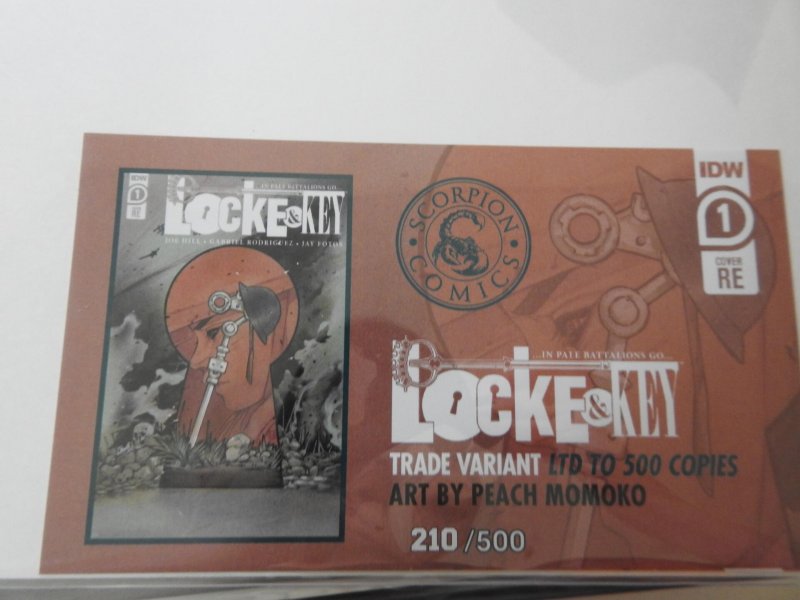 IDW
1
COVER
RE
IN PALE BATTALIONS GO...
LOCKE & KEY
JOE HILL • GABRIEL RODRIGUEZ • JAY FOTOS
• SCORPION •
COMICS
IDW
1
COVER
RE
...IN PALE BATTALIONS GO...
LOCKE & KEY
TRADE VARIANT LTD TO 500 COPIES
ART BY PEACH MOMOKO
210 /500